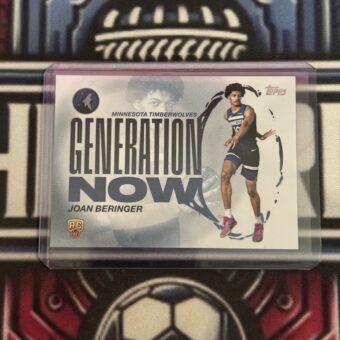 MINNESOTA TIMBERWOLVES
GENERATION
NOW
JOAN BERINGER
Topps
RC